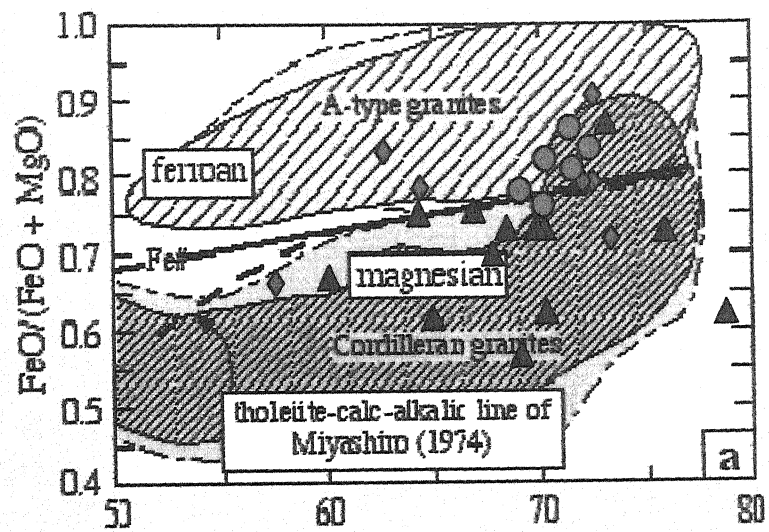 1.0
0.9
0.8
0.7
0.6
0.5
0.4
FeO/(FeO + MgO)
A-type granites
ferroan
Fe#
magnesian
Cordilleran granites
tholeiite-calc-alkalic line of
Miyashiro (1974)
a
50
60
70
80